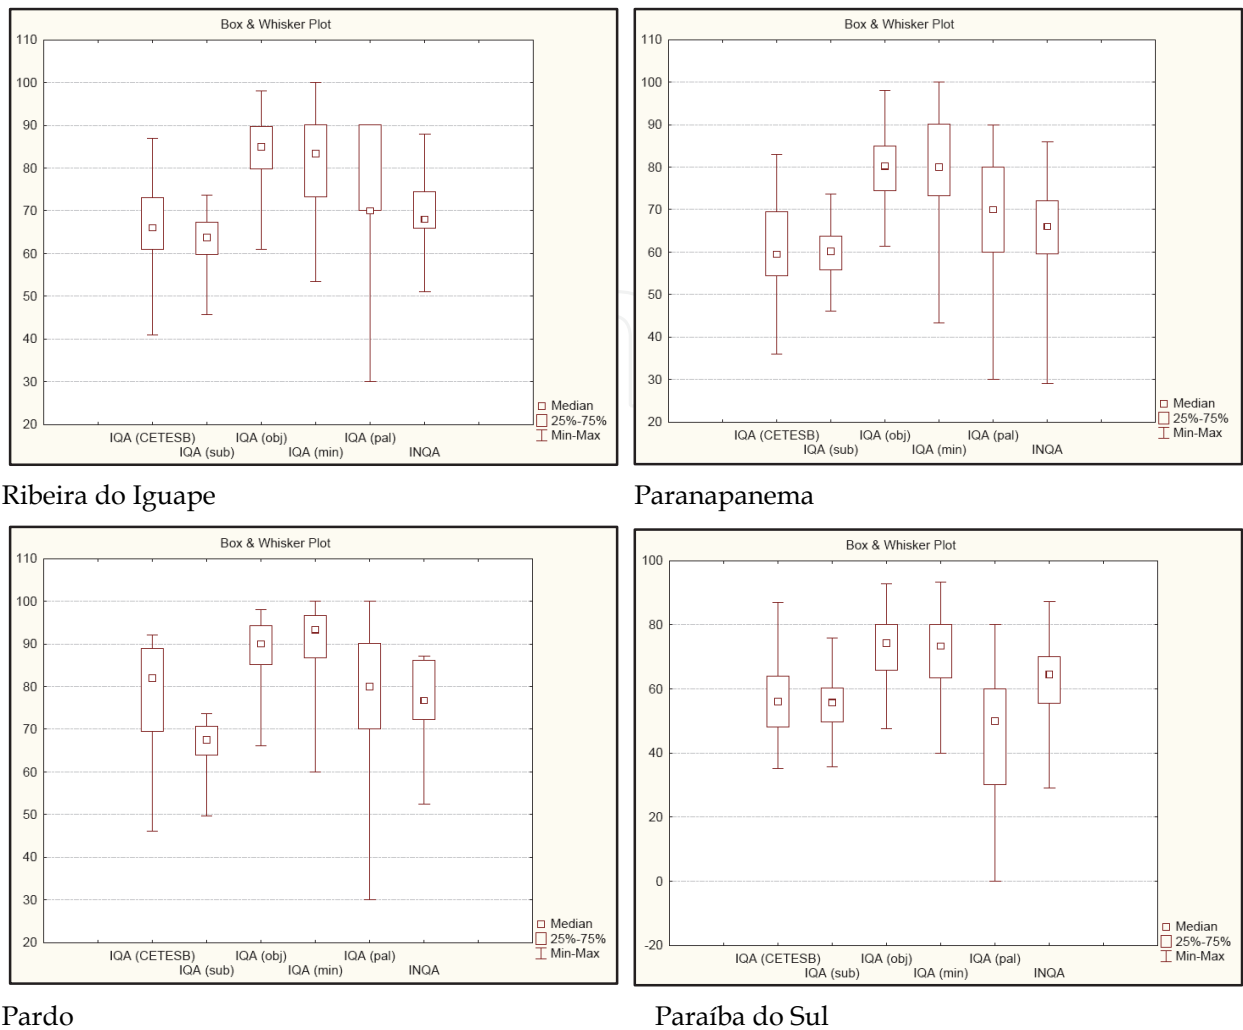 Box & Whisker Plot
110
100
90
80
70
60
50
40
30
20
IQA (CETESB) IQA (obj) IQA (pal)
IQA (sub) IQA (min) INQA
Median
25%-75%
Min-Max
Ribeira do Iguape
Box & Whisker Plot
110
100
90
80
70
60
50
40
30
20
IQA (CETESB) IQA (obj) IQA (pal)
IQA (sub) IQA (min) INQA
Median
25%-75%
Min-Max
Paranapanema
Box & Whisker Plot
110
100
90
80
70
60
50
40
30
20
IQA (CETESB) IQA (obj) IQA (pal)
IQA (sub) IQA (min) INQA
Median
25%-75%
Min-Max
Pardo
Box & Whisker Plot
100
80
60
40
20
0
-20
IQA (CETESB) IQA (obj) IQA (pal)
IQA (sub) IQA (min) INQA
Median
25%-75%
Min-Max
Paraíba do Sul